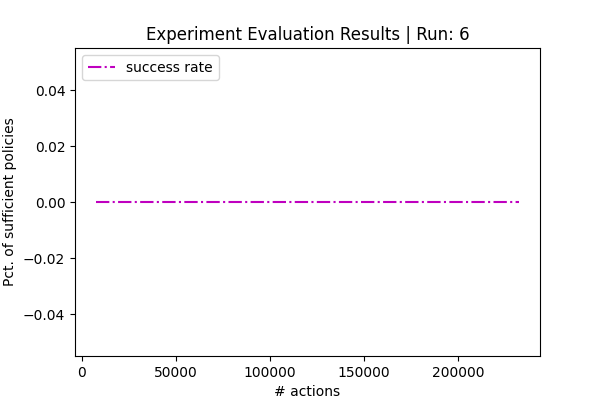 Experiment Evaluation Results | Run: 6
success rate
Pct. of sufficient policies
0.04
0.02
0.00
−0.02
−0.04
0 50000 100000 150000 200000
# actions